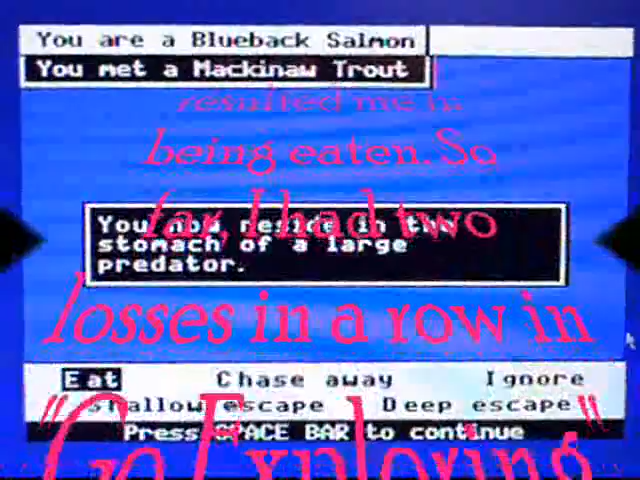 You are a Blueback Salmon
You met a Mackinaw Trout
resulted me in
being eaten. So
far, I had two
You now reside in the
stomach of a large
predator.
losses in a row in
Eat Chase away Ignore
Shallow escape Deep escape
Press SPACE BAR to continue
"Go Exploring"